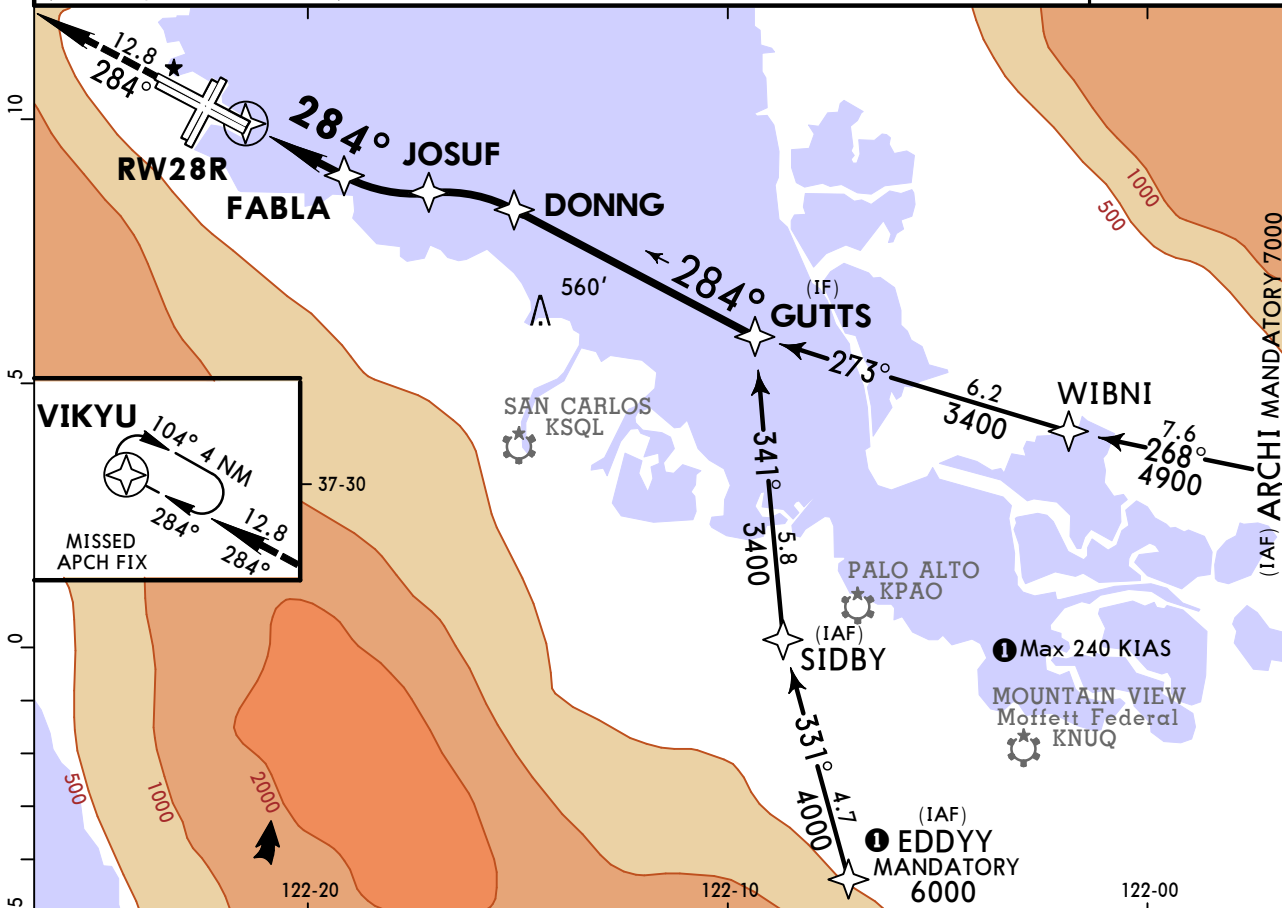 12.8
284°
RW28R
284°
FABLA
JOSUF
DONNG
284°
(IF)
GUTTS
273°
6.2
3400
WIBNI
7.6
268°
4900
(IAF) ARCHI MANDATORY 7000
1000
500
560'
SAN CARLOS
KSQL
341°
5.8
3400
PALO ALTO
KPAO
(IAF)
SIDBY
1 Max 240 KIAS
MOUNTAIN VIEW
Moffett Federal
KNUQ
331°
4.7
4000
(IAF)
1 EDDYY
MANDATORY
6000
VIKYU
104° 4 NM
284°
12.8
284°
MISSED
APCH FIX
37-30
500
1000
2000
122-20
122-10
122-00
10
5
0
5